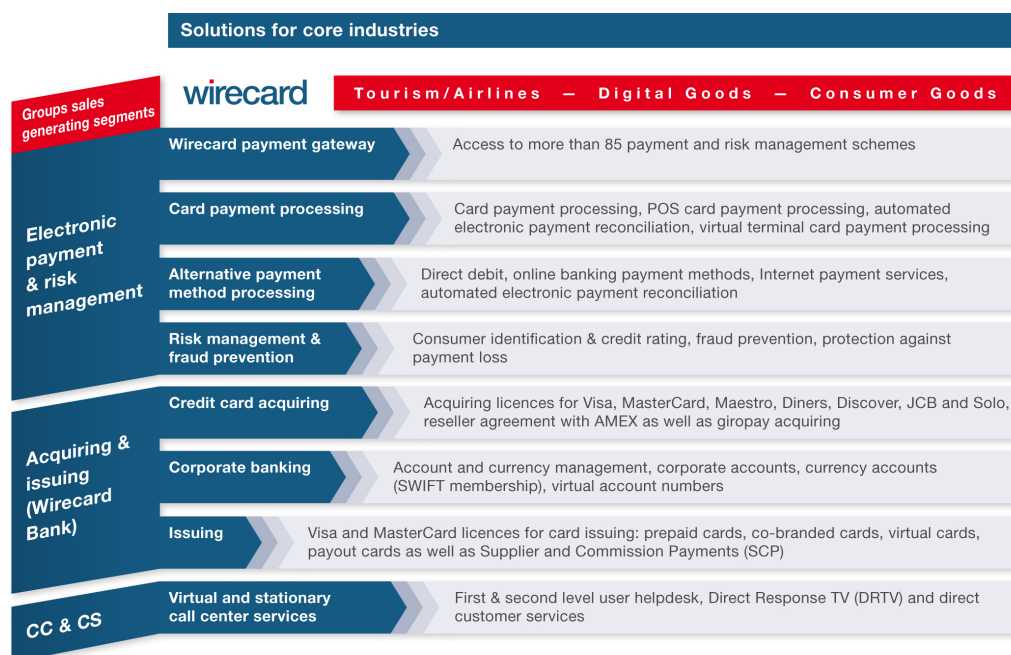 Solutions for core industries
Groups sales
generating segments
wirecard
Tourism/Airlines — Digital Goods — Consumer Goods
Electronic
payment
& risk
management
Wirecard payment gateway
Access to more than 85 payment and risk management schemes
Card payment processing
Card payment processing, POS card payment processing, automated
electronic payment reconciliation, virtual terminal card payment processing
Alternative payment
method processing
Direct debit, online banking payment methods, Internet payment services,
automated electronic payment reconciliation
Risk management &
fraud prevention
Consumer identification & credit rating, fraud prevention, protection against
payment loss
Acquiring &
issuing
(Wirecard
Bank)
Credit card acquiring
Acquiring licences for Visa, MasterCard, Maestro, Diners, Discover, JCB and Solo,
reseller agreement with AMEX as well as giropay acquiring
Corporate banking
Account and currency management, corporate accounts, currency accounts
(SWIFT membership), virtual account numbers
Issuing
Visa and MasterCard licences for card issuing: prepaid cards, co-branded cards, virtual cards,
payout cards as well as Supplier and Commission Payments (SCP)
CC & CS
Virtual and stationary
call center services
First & second level user helpdesk, Direct Response TV (DRTV) and direct
customer services